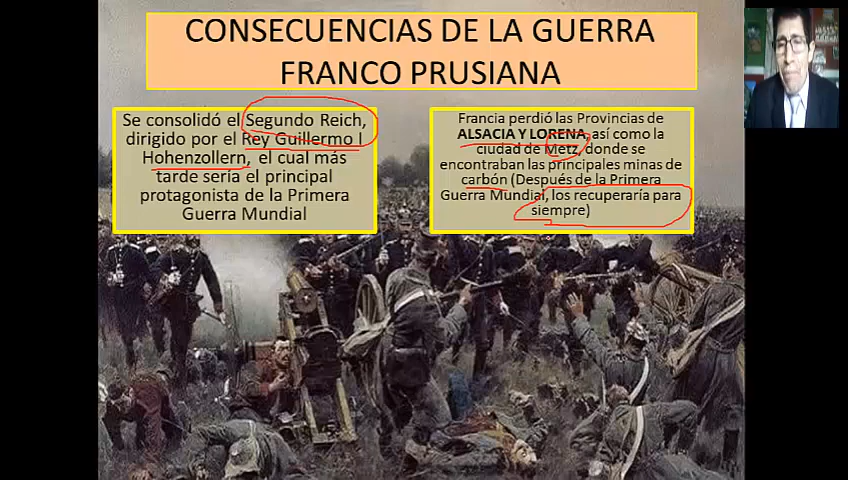 CONSECUENCIAS DE LA GUERRA
FRANCO PRUSIANA
Se consolidó el Segundo Reich,
dirigido por el Rey Guillermo I
Hohenzollern, el cual más
tarde sería el principal
protagonista de la Primera
Guerra Mundial
Francia perdió las Provincias de
ALSACIA Y LORENA, así como la
ciudad de Metz, donde se
encontraban las principales minas de
carbón (Después de la Primera
Guerra Mundial, los recuperaría para
siempre)